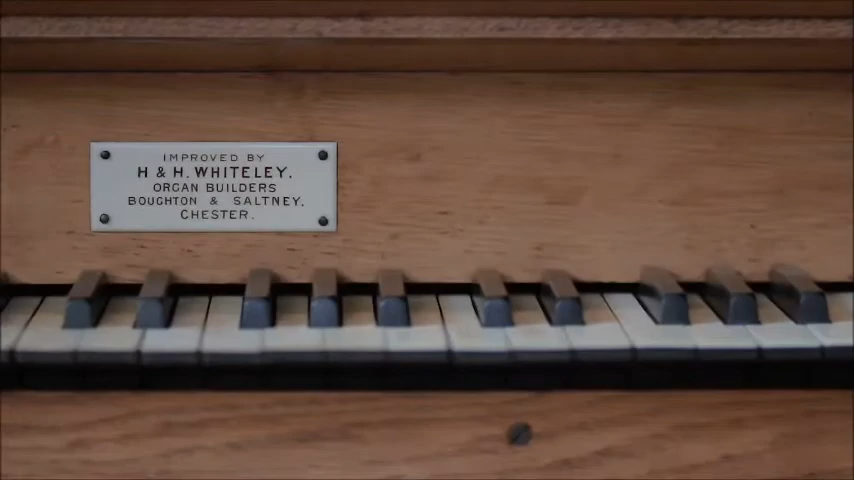 IMPROVED BY
H & H. WHITELEY.
ORGAN BUILDERS
BOUGHTON & SALTNEY.
CHESTER.